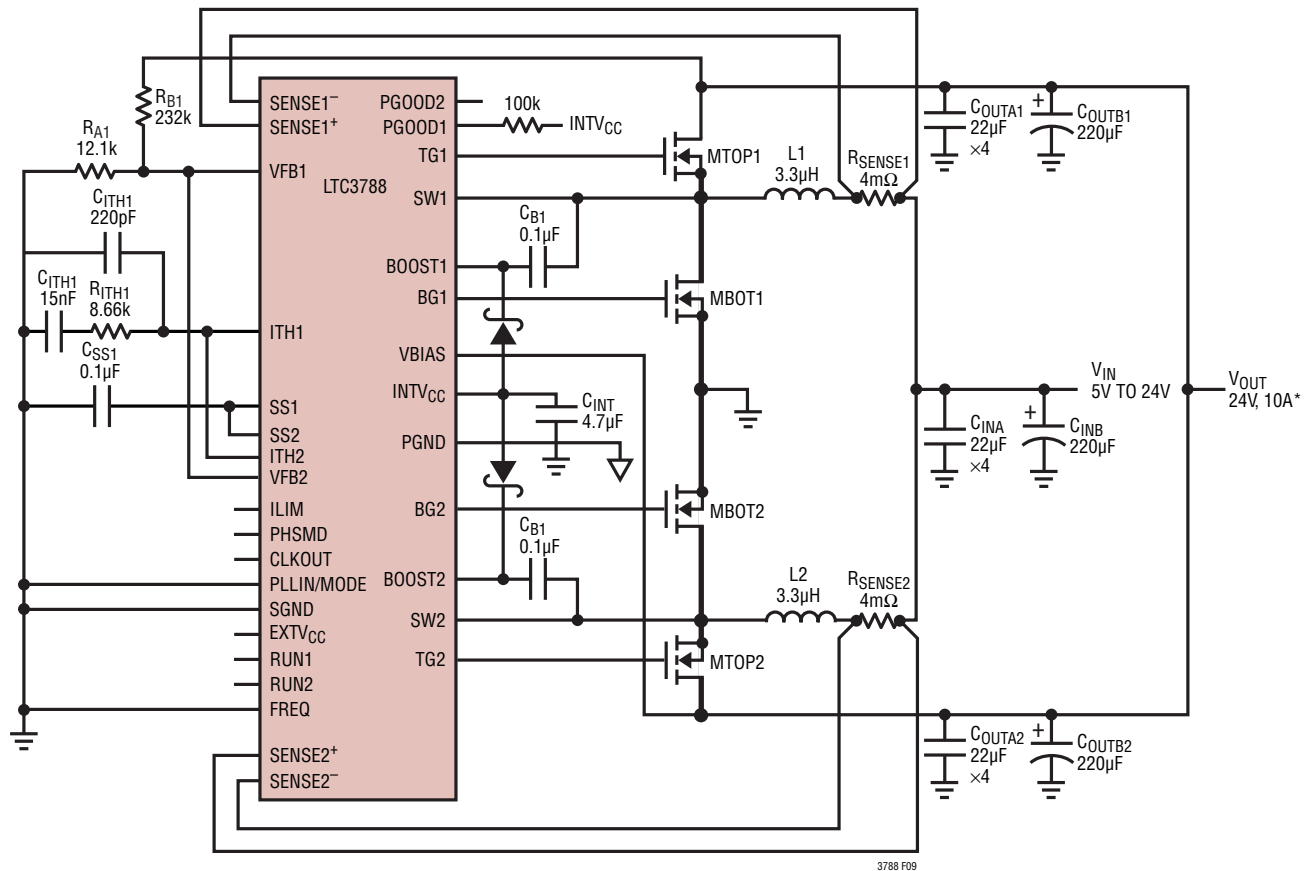 SENSE1–
SENSE1+
VFB1
ITH1
SS1
SS2
ITH2
VFB2
ILIM
PHSMD
CLKOUT
PLLIN/MODE
SGND
EXTVCC
RUN1
RUN2
FREQ
SENSE2+
SENSE2–
LTC3788
PGOOD2
PGOOD1
TG1
SW1
BOOST1
BG1
VBIAS
INTVCC
PGND
BG2
BOOST2
SW2
TG2
RB1
232k
RA1
12.1k
CITH1
220pF
CITH1
15nF
RITH1
8.66k
CSS1
0.1µF
100k
INTVCC
CB1
0.1µF
CINT
4.7µF
CB1
0.1µF
MTOP1
MBOT1
MBOT2
MTOP2
L1
3.3µH
RSENSE1
4mΩ
L2
3.3µH
RSENSE2
4mΩ
COUTA1
22µF
×4
+
COUTB1
220µF
VIN
5V TO 24V
VOUT
24V, 10A*
CINA
22µF
×4
+
CINB
220µF
COUTA2
22µF
×4
+
COUTB2
220µF
3788 F09